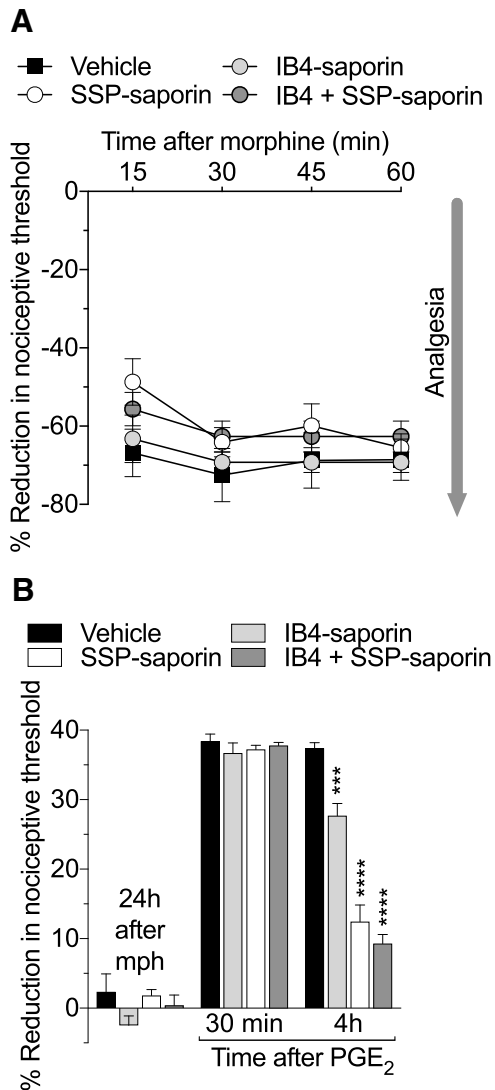 A
Vehicle
IB4-saporin
SSP-saporin
IB4 + SSP-saporin
Time after morphine (min)
15 30 45 60
% Reduction in nociceptive threshold
0
-20
-40
-60
-80
Analgesia
B
Vehicle
IB4-saporin
SSP-saporin
IB4 + SSP-saporin
% Reduction in nociceptive threshold
40
30
20
10
0
24h
after
mph
***
****
****
30 min 4h
Time after PGE2